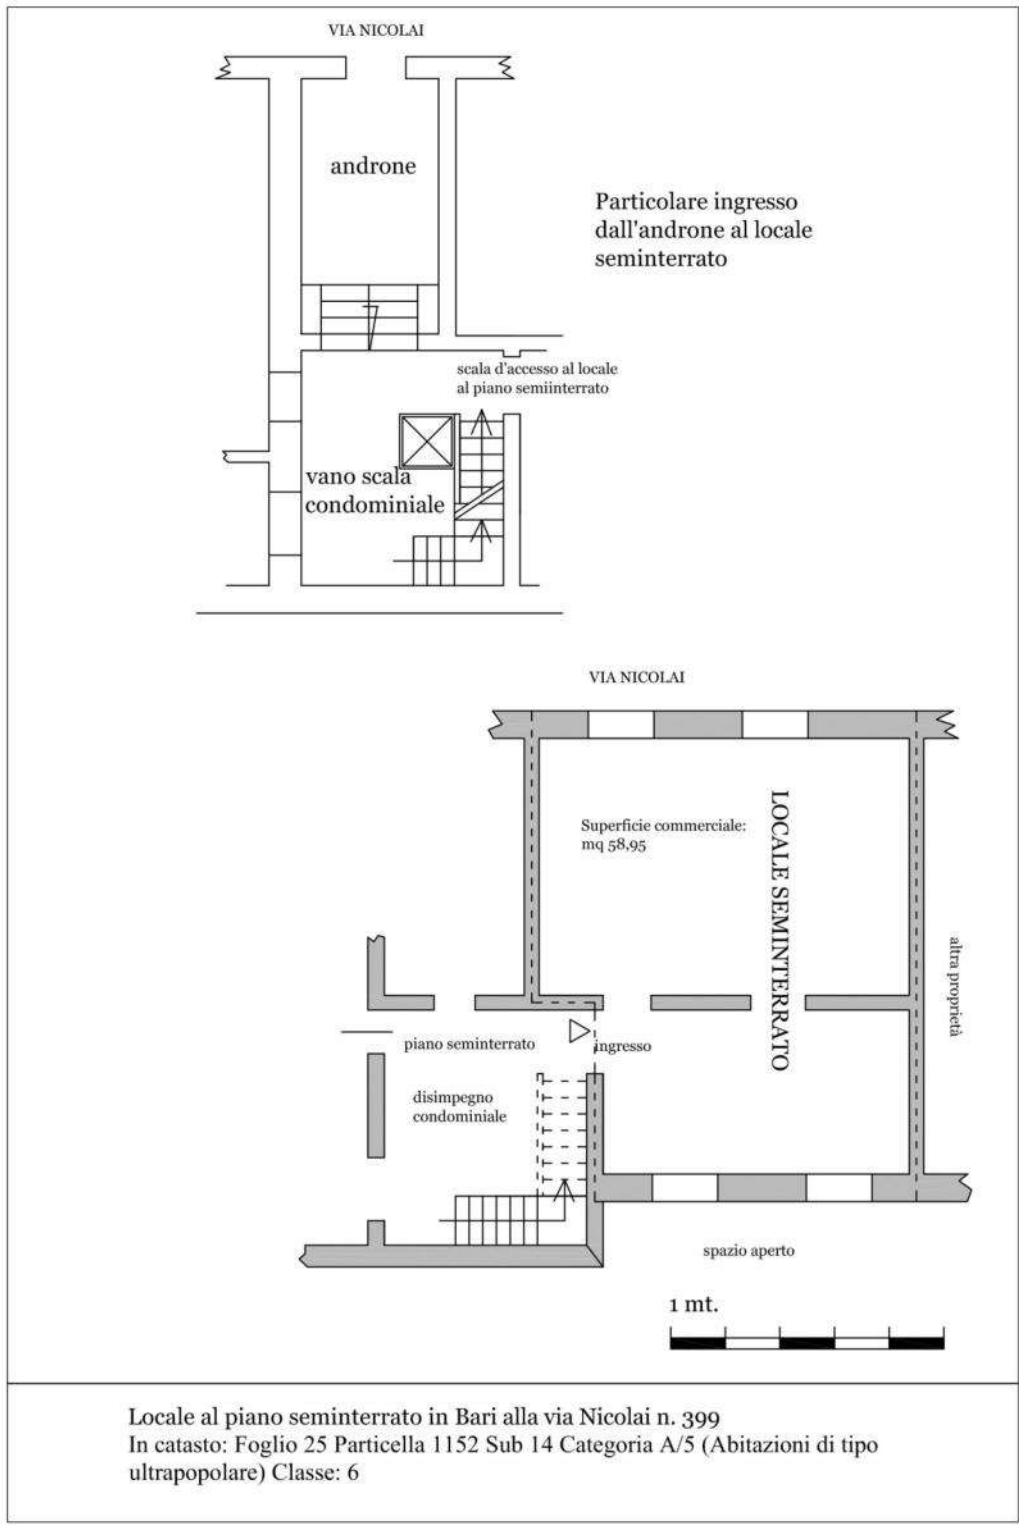 VIA NICOLAI
androne
Particolare ingresso
dall'androne al locale
seminterrato
scala d'accesso al locale
al piano semiinterrato
vano scala
condominiale
VIA NICOLAI
Superficie commerciale:
mq 58,95
LOCALE SEMINTERRATO
altra proprietà
piano seminterrato
ingresso
disimpegno
condominiale
spazio aperto
1 mt.
Locale al piano seminterrato in Bari alla via Nicolai n. 399
In catasto: Foglio 25 Particella 1152 Sub 14 Categoria A/5 (Abitazioni di tipo
ultrapopolare) Classe: 6